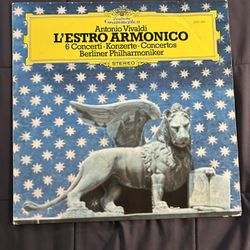 Deutsche
Grammophon
Antonio Vivaldi
L'ESTRO ARMONICO
6 Concerti · Konzerte · Concertos
Berliner Philharmoniker
STEREO